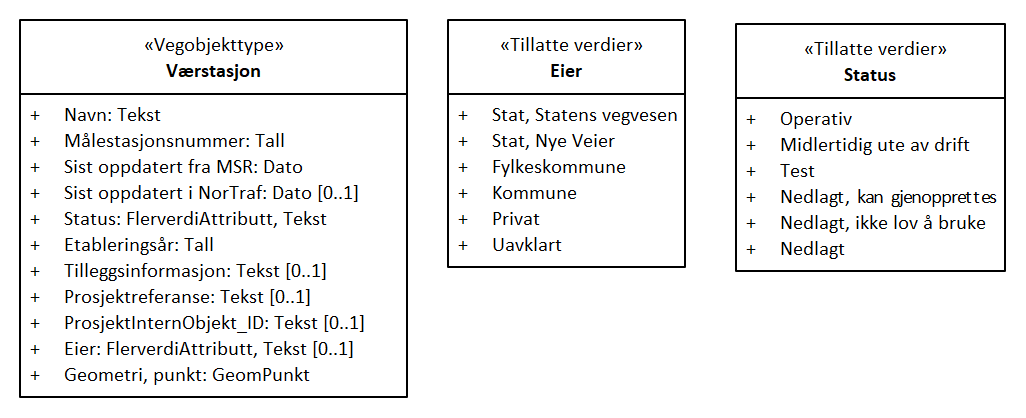 «Vegobjekttype»
Værstasjon
+ Navn: Tekst
+ Målestasjonsnummer: Tall
+ Sist oppdatert fra MSR: Dato
+ Sist oppdatert i NorTraf: Dato [0..1]
+ Status: FlerverdiAttributt, Tekst
+ Etableringsår: Tall
+ Tilleggsinformasjon: Tekst [0..1]
+ Prosjektreferanse: Tekst [0..1]
+ ProsjektInternObjekt_ID: Tekst [0..1]
+ Eier: FlerverdiAttributt, Tekst [0..1]
+ Geometri, punkt: GeomPunkt
«Tillatte verdier»
Eier
+ Stat, Statens vegvesen
+ Stat, Nye Veier
+ Fylkeskommune
+ Kommune
+ Privat
+ Uavklart
«Tillatte verdier»
Status
+ Operativ
+ Midlertidig ute av drift
+ Test
+ Nedlagt, kan gjenopprettes
+ Nedlagt, ikke lov å bruke
+ Nedlagt